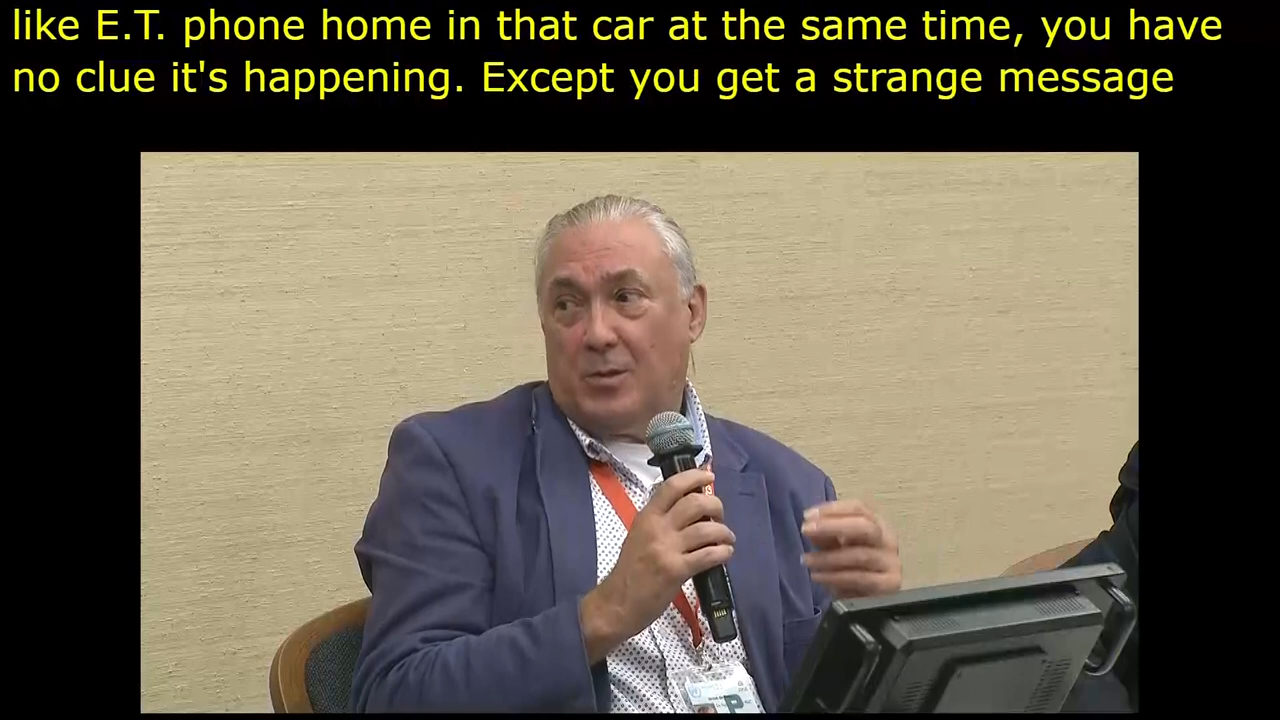 like E.T. phone home in that car at the same time, you have
no clue it's happening. Except you get a strange message
P